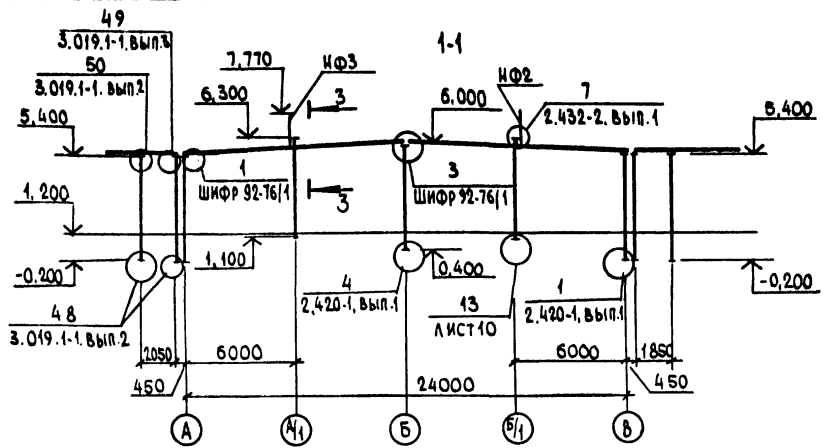 49
3.019.1-1. ВЫП.3
50
3.019.1-1. ВЫП.2
1-1
7,770
НФ3
6,300
3
3
6,000
НФ2
7
2.432-2. ВЫП.1
5,400
5,400
1
ШИФР 92-76/1
3
ШИФР 92-76/1
1,200
-0.200
1,100
4
2.420-1, ВЫП.1
0,400
13
ЛИСТ 10
1
2.420-1, ВЫП.1
-0,200
48
3.019.1-1. ВЫП.2
2050
6000
6000
1850
450
24000
450
А
А/1
Б
Б/1
В